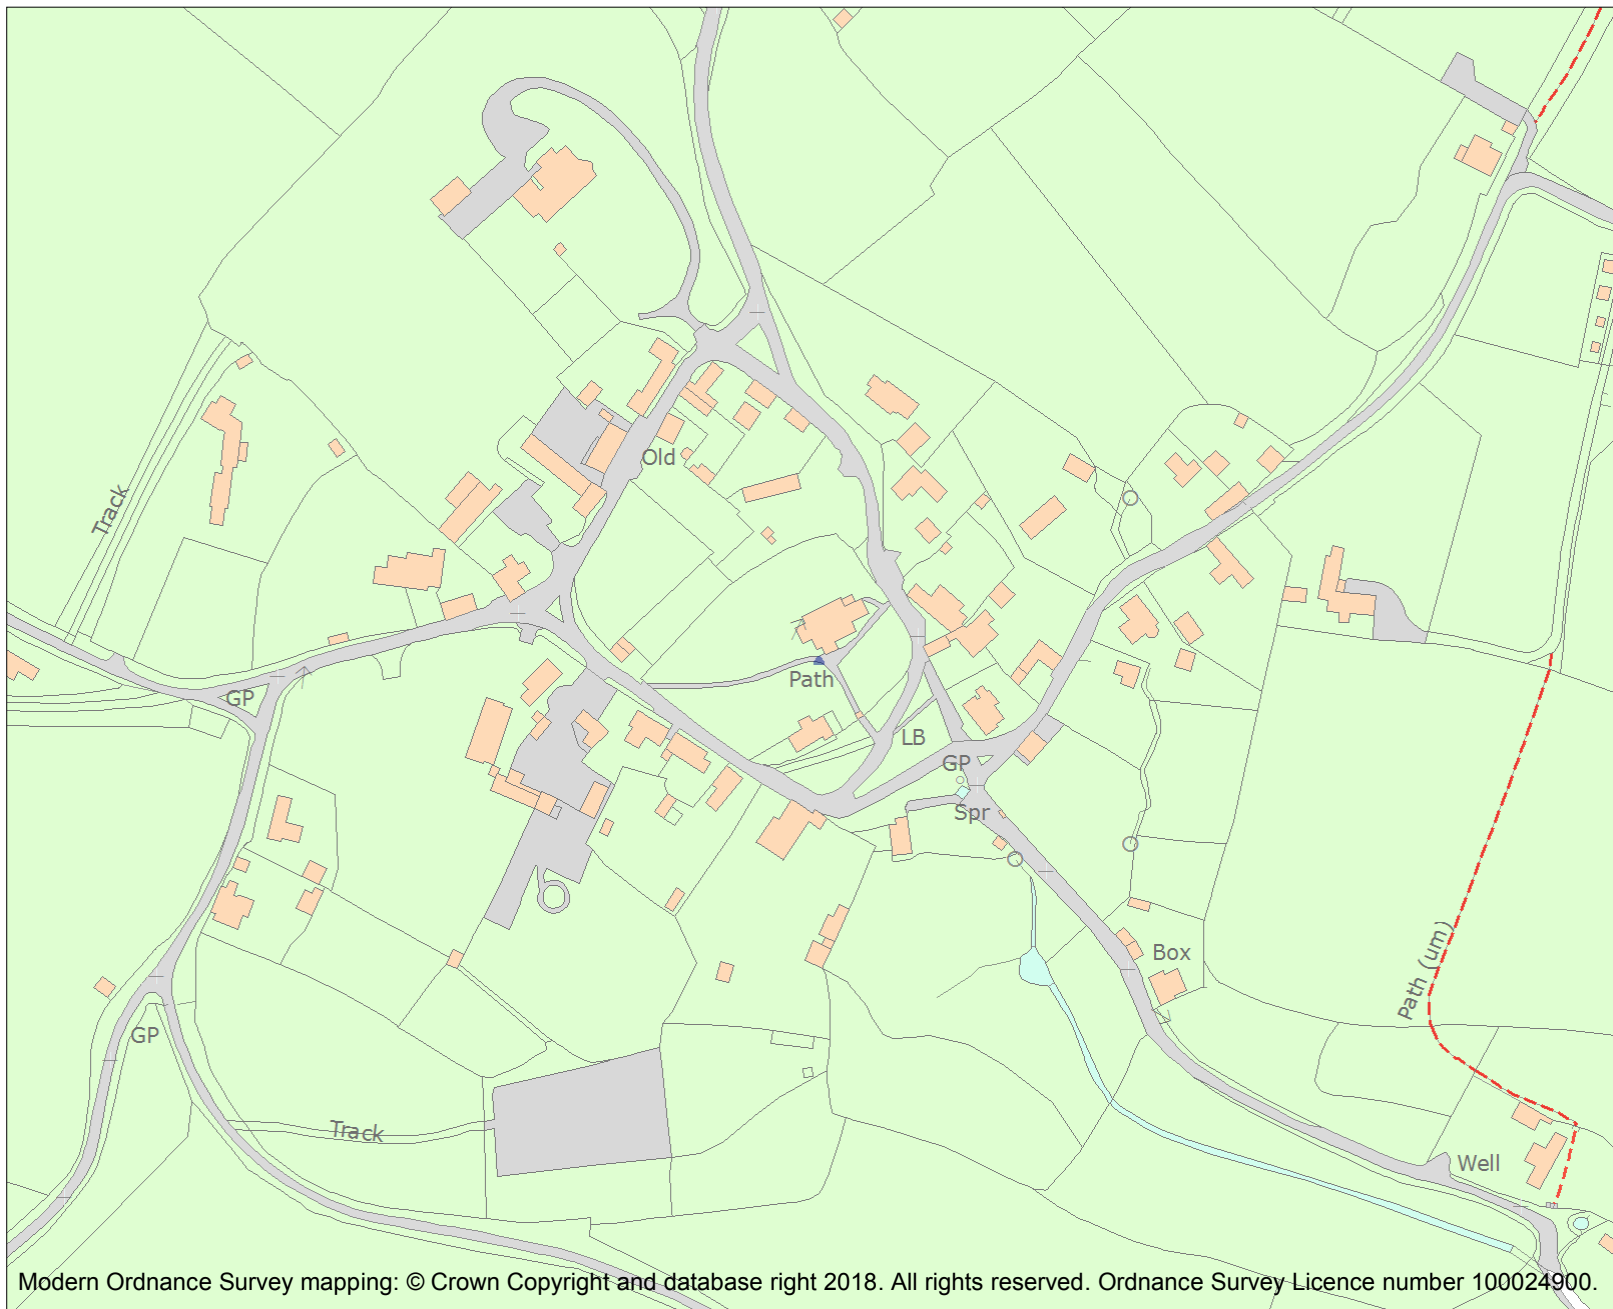 Old
Track
Path
GP
LB
GP
Spr
Box
Path (um)
GP
Track
Well
Modern Ordnance Survey mapping: © Crown Copyright and database right 2018. All rights reserved. Ordnance Survey Licence number 100024900.